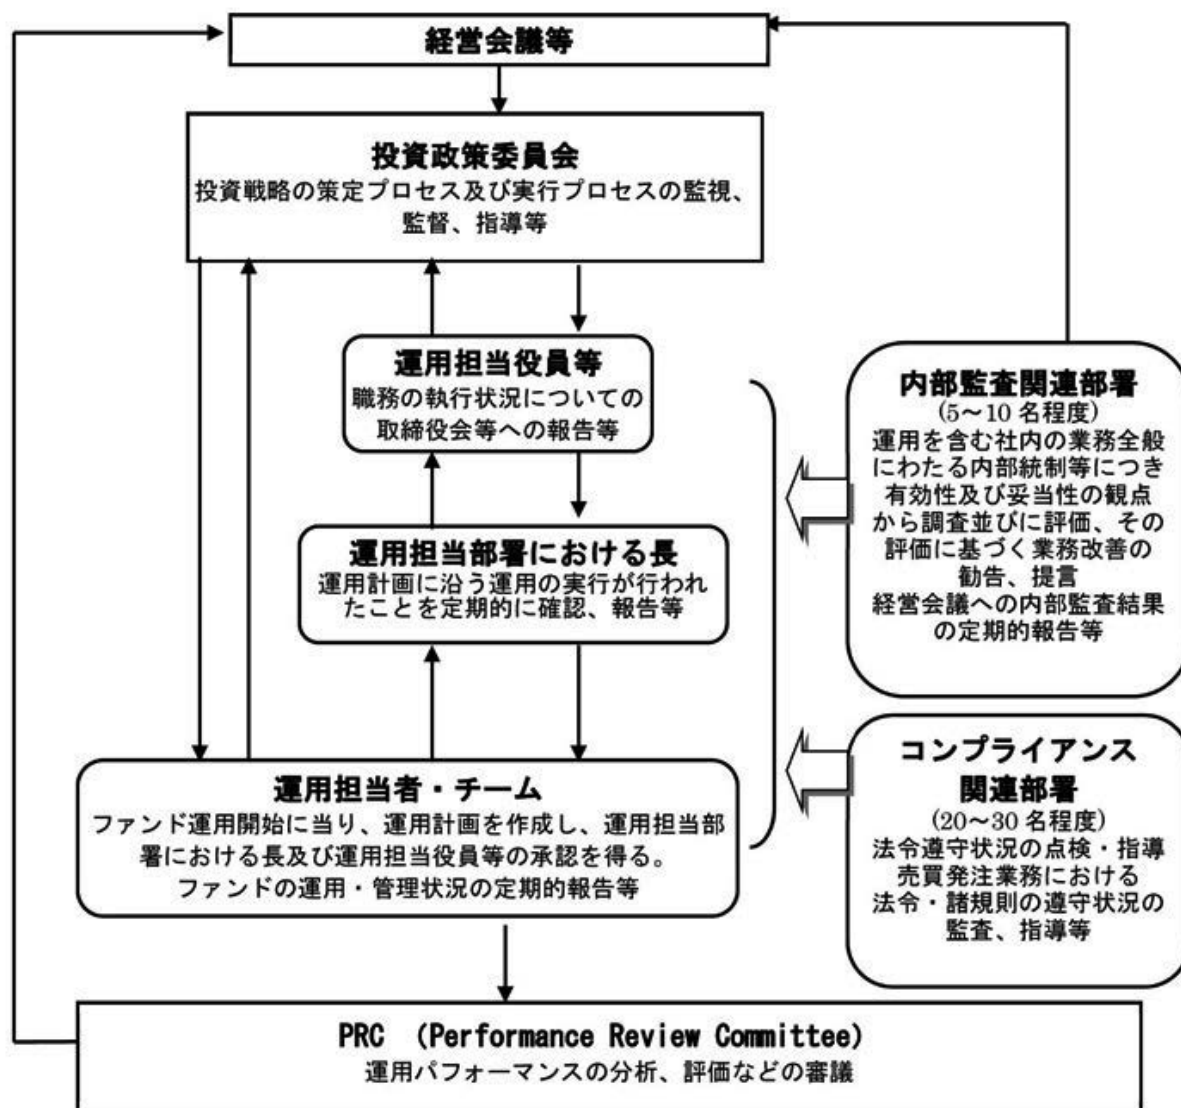 経営会議等
投資政策委員会
投資戦略の策定プロセス及び実行プロセスの監視、
監督、指導等
運用担当役員等
職務の執行状況についての
取締役会等への報告等
運用担当部署における長
運用計画に沿う運用の実行が行われ
たことを定期的に確認、報告等
運用担当者・チーム
ファンド運用開始に当り、運用計画を作成し、運用担当部
署における長及び運用担当役員等の承認を得る。
ファンドの運用・管理状況の定期的報告等
内部監査関連部署
(5～10 名程度)
運用を含む社内の業務全般
にわたる内部統制等につき
有効性及び妥当性の観点
から調査並びに評価、その
評価に基づく業務改善の
勧告、提言
経営会議への内部監査結果
の定期的報告等
コンプライアンス
関連部署
(20～30 名程度)
法令遵守状況の点検・指導
売買発注業務における
法令・諸規則の遵守状況の
監査、指導等
PRC （Performance Review Committee)
運用パフォーマンスの分析、評価などの審議